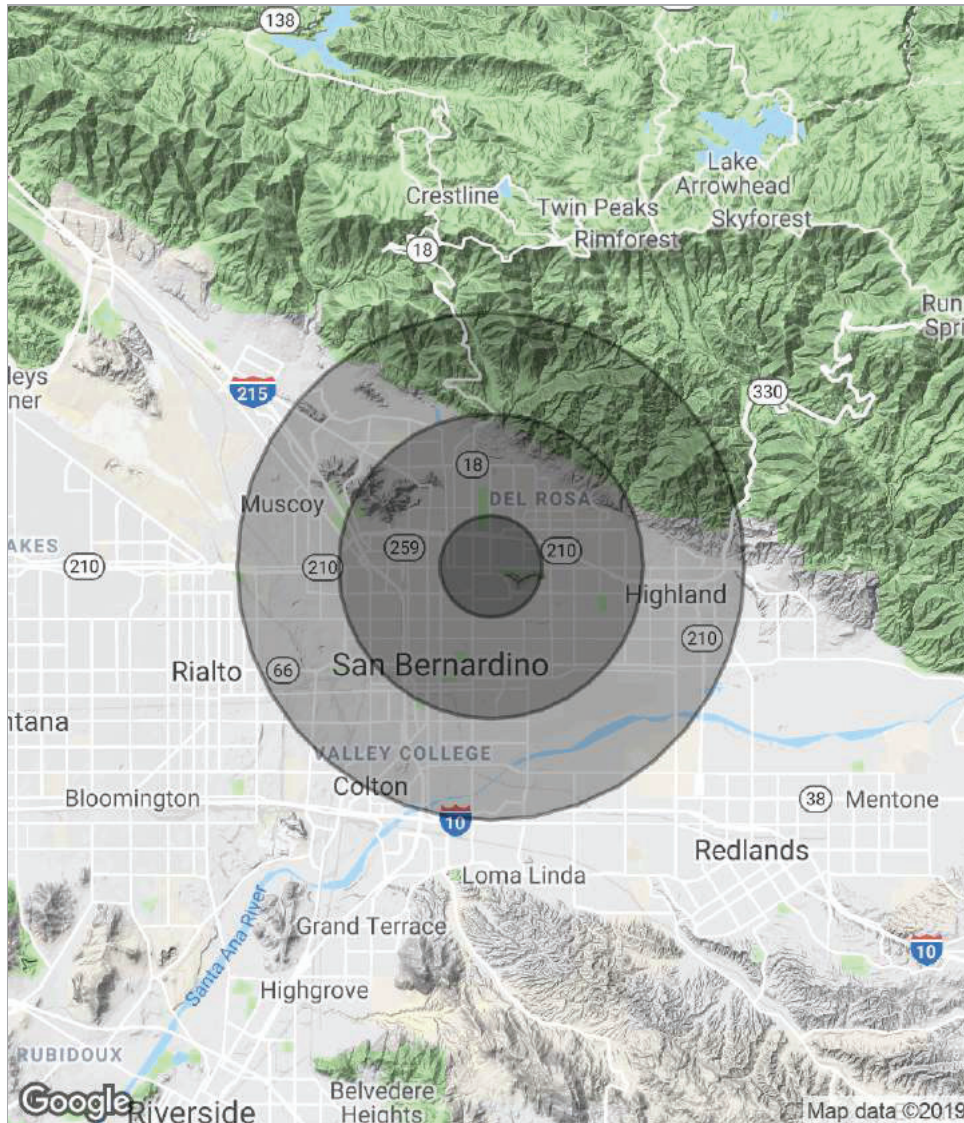 138
Lake
Arrowhead
Crestline
Twin Peaks
Skyforest
Rimforest
18
Run
Spri
leys
ner
215
330
18
DEL ROSA
Muscoy
AKES
259
210
210
210
Highland
210
San Bernardino
Rialto
66
ntana
VALLEY COLLEGE
Colton
Bloomington
38
Mentone
10
Redlands
Loma Linda
Santa Ana River
Grand Terrace
10
Highgrove
RUBIDOUX
Belvedere
Heights
Google
Riverside
Map data ©2019